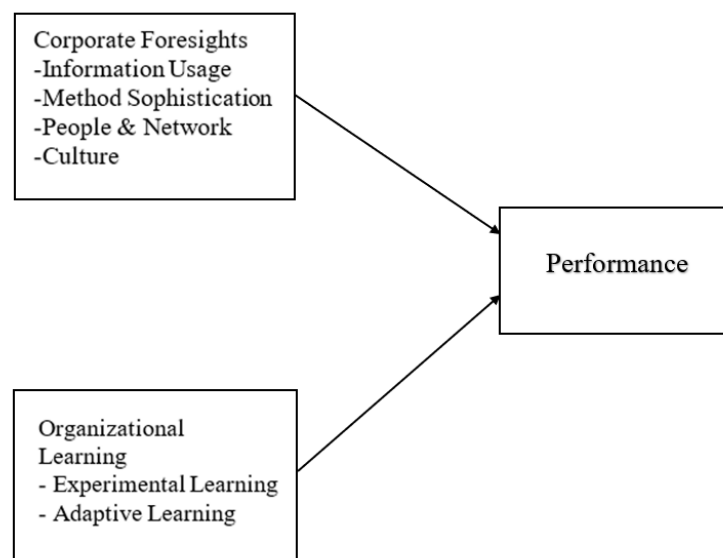 Corporate Foresights
-Information Usage
-Method Sophistication
-People & Network
-Culture
Performance
Organizational
Learning
- Experimental Learning
- Adaptive Learning